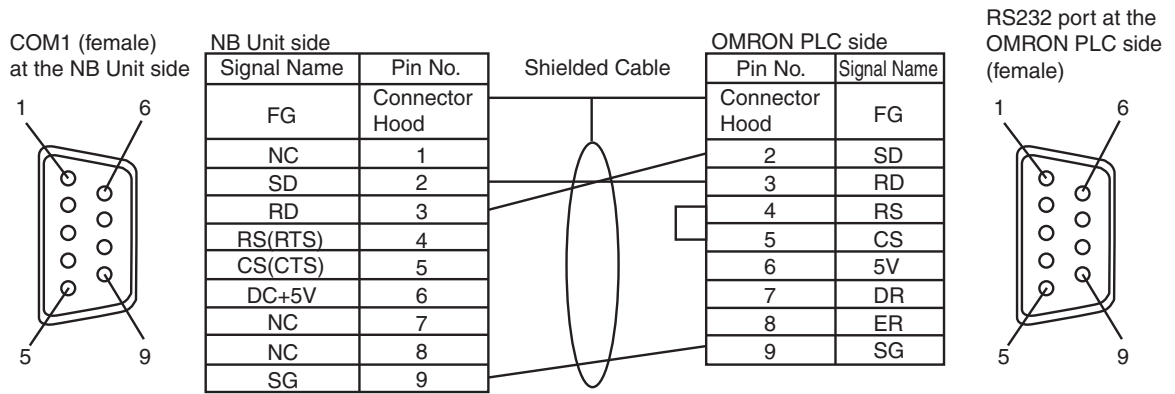 COM1 (female)
at the NB Unit side
1
6
5
9
NB Unit side
Signal Name Pin No.
FG Connector Hood
NC 1
SD 2
RD 3
RS(RTS) 4
CS(CTS) 5
DC+5V 6
NC 7
NC 8
SG 9
Shielded Cable
OMRON PLC side
Pin No. Signal Name
Connector Hood FG
2 SD
3 RD
4 RS
5 CS
6 5V
7 DR
8 ER
9 SG
RS232 port at the
OMRON PLC side
(female)
1
6
5
9